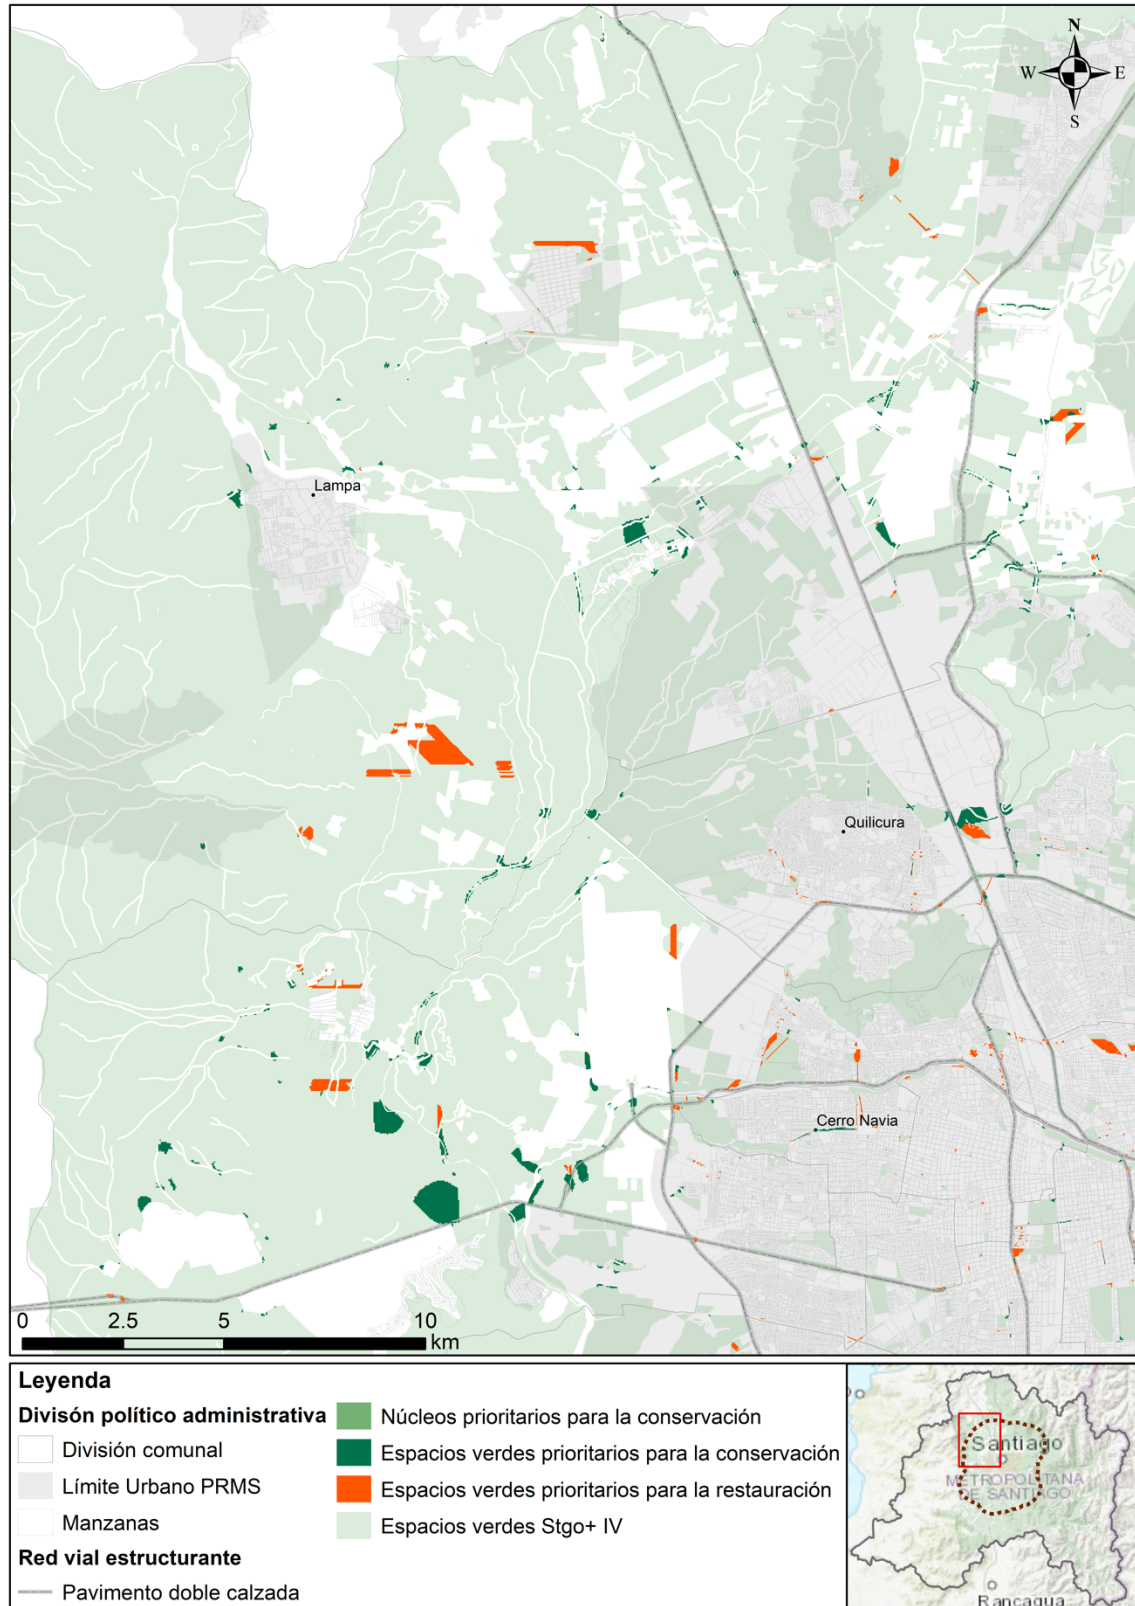 N
W E
S
Lampa
Quilicura
Cerro Navia
0 2.5 5 10
km
Leyenda
Divisón político administrativa
División comunal
Límite Urbano PRMS
Manzanas
Red vial estructurante
Pavimento doble calzada
Núcleos prioritarios para la conservación
Espacios verdes prioritarios para la conservación
Espacios verdes prioritarios para la restauración
Espacios verdes Stgo+ IV
Santiago
METROPOLITANA
DE SANTIAGO
Rancagua